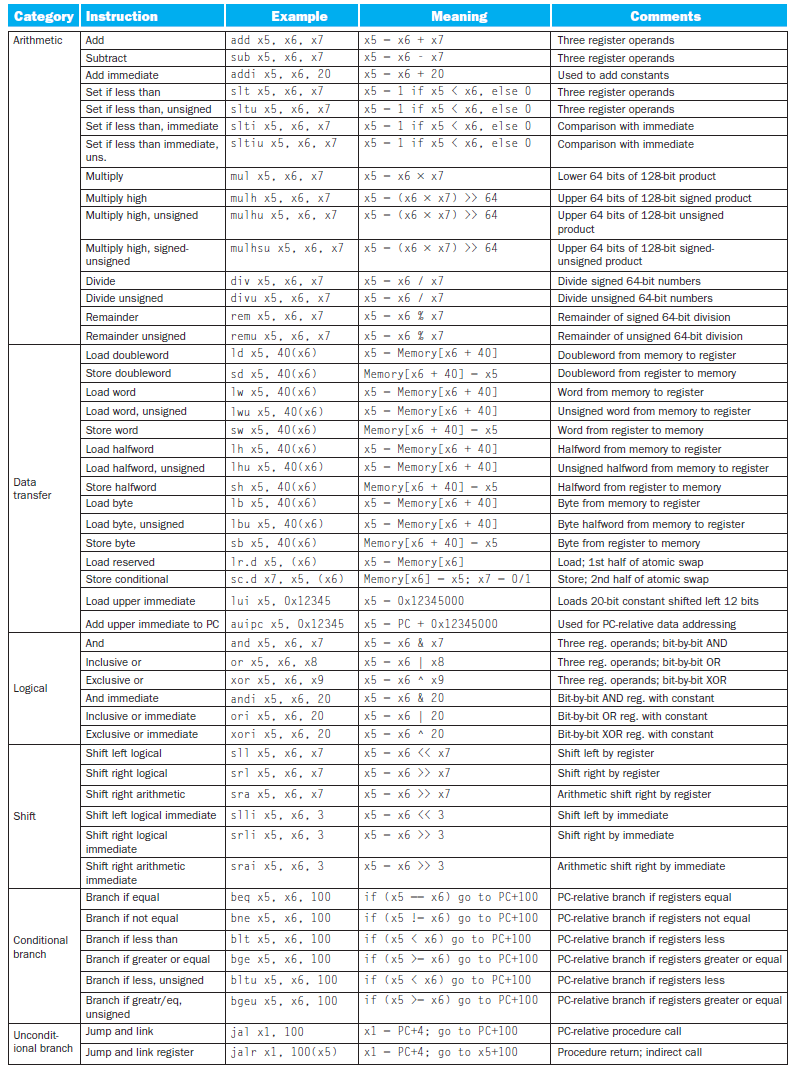 Category Instruction Example Meaning Comments
Arithmetic Add add x5, x6, x7 x5 = x6 + x7 Three register operands
Subtract sub x5, x6, x7 x5 = x6 - x7 Three register operands
Add immediate addi x5, x6, 20 x5 = x6 + 20 Used to add constants
Set if less than slt x5, x6, x7 x5 = 1 if x5 < x6, else 0 Three register operands
Set if less than, unsigned sltu x5, x6, x7 x5 = 1 if x5 < x6, else 0 Three register operands
Set if less than, immediate slti x5, x6, x7 x5 = 1 if x5 < x6, else 0 Comparison with immediate
Set if less than immediate, sltiu x5, x6, x7 x5 = 1 if x5 < x6, else 0 Comparison with immediate
uns.
Multiply mul x5, x6, x7 x5 = x6 × x7 Lower 64 bits of 128-bit product
Multiply high mulh x5, x6, x7 x5 = (x6 × x7) >> 64 Upper 64 bits of 128-bit signed product
Multiply high, unsigned mulhu x5, x6, x7 x5 = (x6 × x7) >> 64 Upper 64 bits of 128-bit unsigned
product
Multiply high, signed- mulhsu x5, x6, x7 x5 = (x6 × x7) >> 64 Upper 64 bits of 128-bit signed-
unsigned unsigned product
Divide div x5, x6, x7 x5 = x6 / x7 Divide signed 64-bit numbers
Divide unsigned divu x5, x6, x7 x5 = x6 / x7 Divide unsigned 64-bit numbers
Remainder rem x5, x6, x7 x5 = x6 % x7 Remainder of signed 64-bit division
Remainder unsigned remu x5, x6, x7 x5 = x6 % x7 Remainder of unsigned 64-bit division
Data
transfer
Load doubleword ld x5, 40(x6) x5 = Memory[x6 + 40] Doubleword from memory to register
Store doubleword sd x5, 40(x6) Memory[x6 + 40] = x5 Doubleword from register to memory
Load word lw x5, 40(x6) x5 = Memory[x6 + 40] Word from memory to register
Load word, unsigned lwu x5, 40(x6) x5 = Memory[x6 + 40] Unsigned word from memory to register
Store word sw x5, 40(x6) Memory[x6 + 40] = x5 Word from register to memory
Load halfword lh x5, 40(x6) x5 = Memory[x6 + 40] Halfword from memory to register
Load halfword, unsigned lhu x5, 40(x6) x5 = Memory[x6 + 40] Unsigned halfword from memory to register
Store halfword sh x5, 40(x6) Memory[x6 + 40] = x5 Halfword from register to memory
Load byte lb x5, 40(x6) x5 = Memory[x6 + 40] Byte from memory to register
Load byte, unsigned lbu x5, 40(x6) x5 = Memory[x6 + 40] Byte halfword from memory to register
Store byte sb x5, 40(x6) Memory[x6 + 40] = x5 Byte from register to memory
Load reserved lr.d x5, (x6) x5 = Memory[x6] Load; 1st half of atomic swap
Store conditional sc.d x7, x5, (x6) Memory[x6] = x5; x7 = 0/1 Store; 2nd half of atomic swap
Load upper immediate lui x5, 0x12345 x5 = 0x12345000 Loads 20-bit constant shifted left 12 bits
Add upper immediate to PC auipc x5, 0x12345 x5 = PC + 0x12345000 Used for PC-relative data addressing
Logical
And and x5, x6, x7 x5 = x6 & x7 Three reg. operands; bit-by-bit AND
Inclusive or or x5, x6, x8 x5 = x6 | x8 Three reg. operands; bit-by-bit OR
Exclusive or xor x5, x6, x9 x5 = x6 ^ x9 Three reg. operands; bit-by-bit XOR
And immediate andi x5, x6, 20 x5 = x6 & 20 Bit-by-bit AND reg. with constant
Inclusive or immediate ori x5, x6, 20 x5 = x6 | 20 Bit-by-bit OR reg. with constant
Exclusive or immediate xori x5, x6, 20 x5 = x6 ^ 20 Bit-by-bit XOR reg. with constant
Shift
Shift left logical sll x5, x6, x7 x5 = x6 << x7 Shift left by register
Shift right logical srl x5, x6, x7 x5 = x6 >> x7 Shift right by register
Shift right arithmetic sra x5, x6, x7 x5 = x6 >> x7 Arithmetic shift right by register
Shift left logical immediate slli x5, x6, 3 x5 = x6 << 3 Shift left by immediate
Shift right logical srli x5, x6, 3 x5 = x6 >> 3 Shift right by immediate
immediate
Shift right arithmetic srai x5, x6, 3 x5 = x6 >> 3 Arithmetic shift right by immediate
immediate
Conditional
branch
Branch if equal beq x5, x6, 100 if (x5 == x6) go to PC+100 PC-relative branch if registers equal
Branch if not equal bne x5, x6, 100 if (x5 != x6) go to PC+100 PC-relative branch if registers not equal
Branch if less than blt x5, x6, 100 if (x5 < x6) go to PC+100 PC-relative branch if registers less
Branch if greater or equal bge x5, x6, 100 if (x5 >= x6) go to PC+100 PC-relative branch if registers greater or equal
Branch if less, unsigned bltu x5, x6, 100 if (x5 < x6) go to PC+100 PC-relative branch if registers less
Branch if greatr/eq, bgeu x5, x6, 100 if (x5 >= x6) go to PC+100 PC-relative branch if registers greater or equal
unsigned
Uncondit-
ional branch
Jump and link jal x1, 100 x1 = PC+4; go to PC+100 PC-relative procedure call
Jump and link register jalr x1, 100(x5) x1 = PC+4; go to x5+100 Procedure return; indirect call